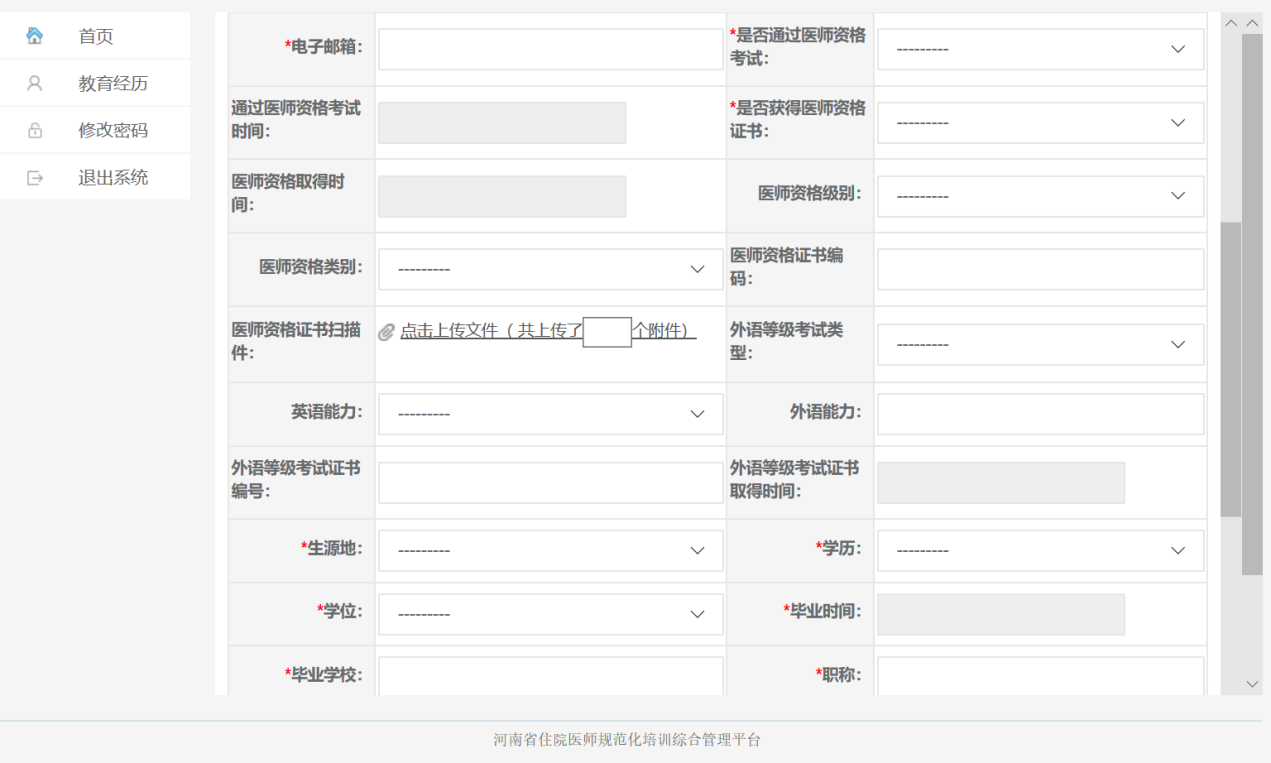 首页
教育经历
修改密码
退出系统
*电子邮箱：
*是否通过医师资格
考试：
---------
通过医师资格考试
时间：
*是否获得医师资格
证书：
---------
医师资格取得时
间：
医师资格级别：
---------
医师资格类别：
---------
医师资格证书编
码：
医师资格证书扫描
件：
点击上传文件（ 共上传了 个附件）
外语等级考试类
型：
---------
英语能力：
---------
外语能力：
外语等级考试证书
编号：
外语等级考试证书
取得时间：
*生源地：
---------
*学历：
---------
*学位：
---------
*毕业时间：
*毕业学校：
*职称：
河南省住院医师规范化培训综合管理平台